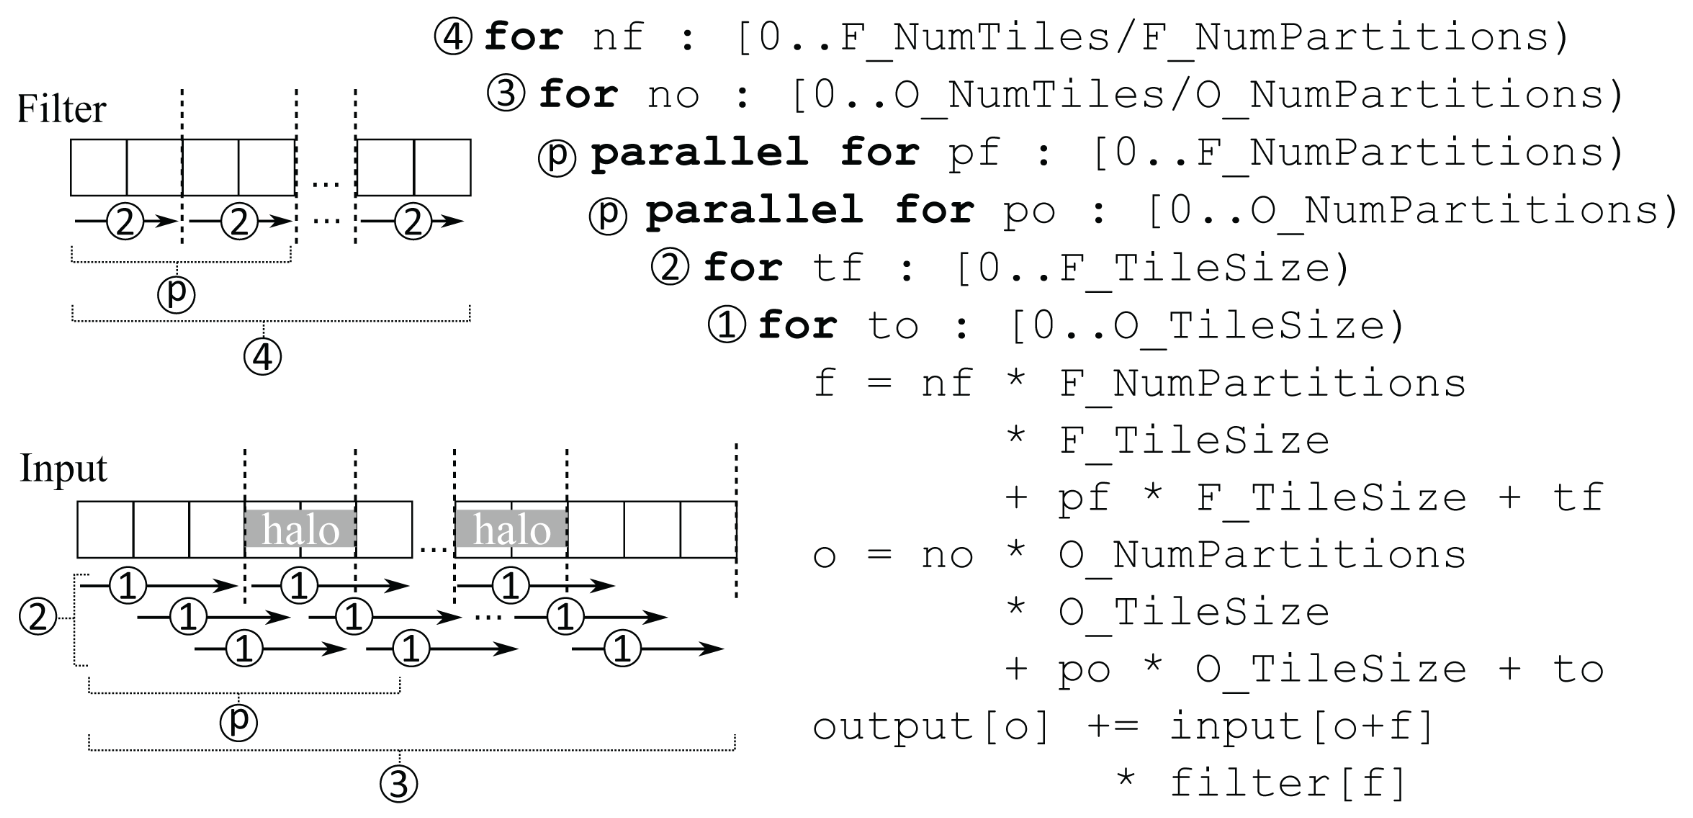 ④ for nf : [0..F_NumTiles/F_NumPartitions)
③ for no : [0..O_NumTiles/O_NumPartitions)
ⓟ parallel for pf : [0..F_NumPartitions)
ⓟ parallel for po : [0..O_NumPartitions)
② for tf : [0..F_TileSize)
① for to : [0..O_TileSize)
f = nf * F_NumPartitions
* F_TileSize
+ pf * F_TileSize + tf
o = no * O_NumPartitions
* O_TileSize
+ po * O_TileSize + to
output[o] += input[o+f]
* filter[f]
Filter
...
② ② ... ②
ⓟ
④
Input
halo ... halo
① ① ①
② ① ① ... ①
① ① ①
ⓟ
③